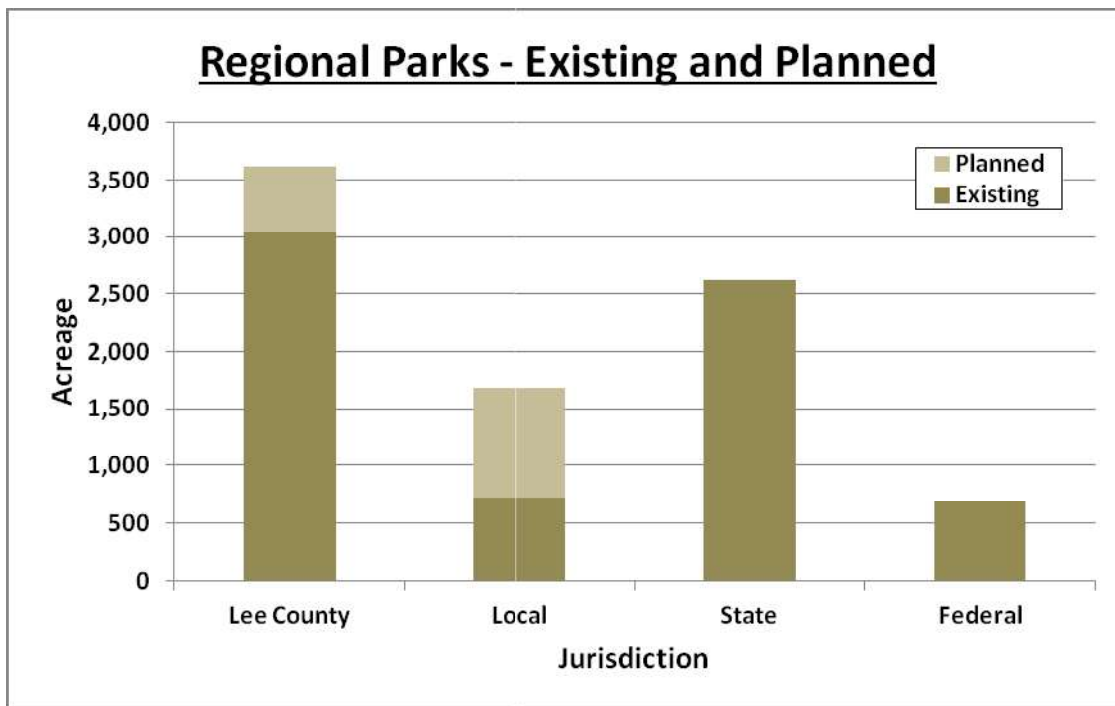 Regional Parks - Existing and Planned
4,000
3,500
3,000
2,500
2,000
1,500
1,000
500
0
Acreage
Planned
Existing
Lee County
Local
State
Federal
Jurisdiction